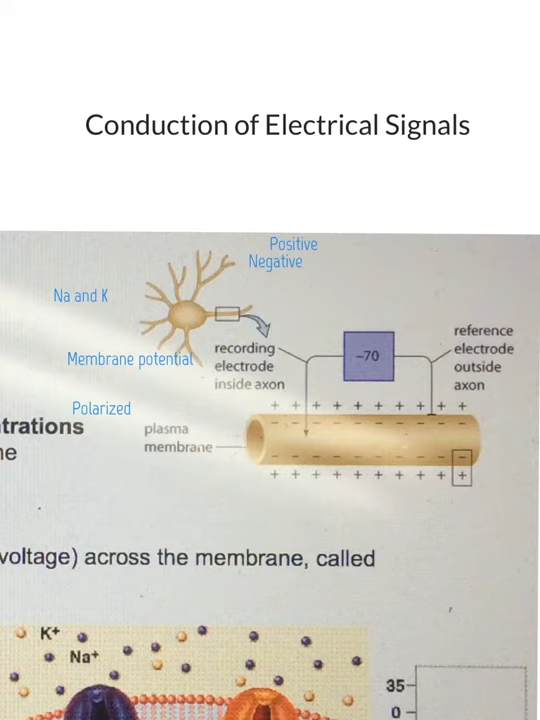 Conduction of Electrical Signals
Positive
Negative
Na and K
Membrane potential
Polarized
recording
electrode
inside axon
-70
reference
electrode
outside
axon
+ + + + + + + + + +
plasma
membrane
− − − − − − − − − −
− − − − − − − − − −
+ + + + + + + + + +
trations
ne
voltage) across the membrane, called
K+
Na+
35
0